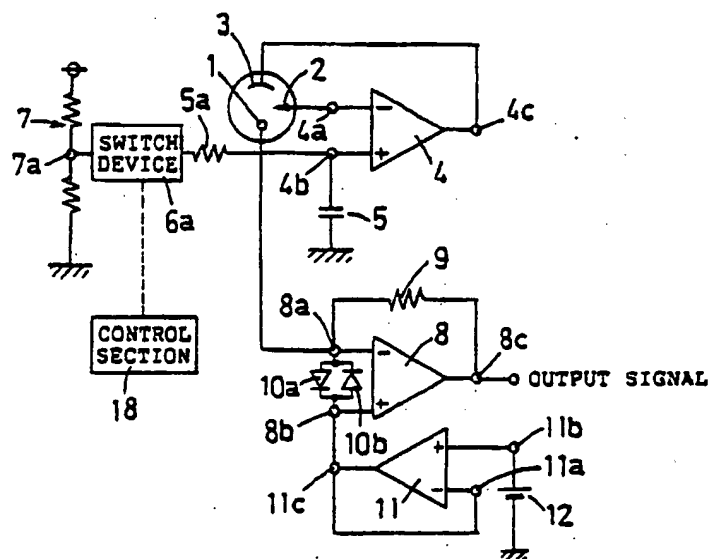 3
1
2
5a
7
7a
SWITCH
DEVICE
6a
4a
4b
4
4c
5
CONTROL
SECTION
18
9
8a
8
8c
OUTPUT SIGNAL
10a
10b
8b
11c
11
11b
11a
12